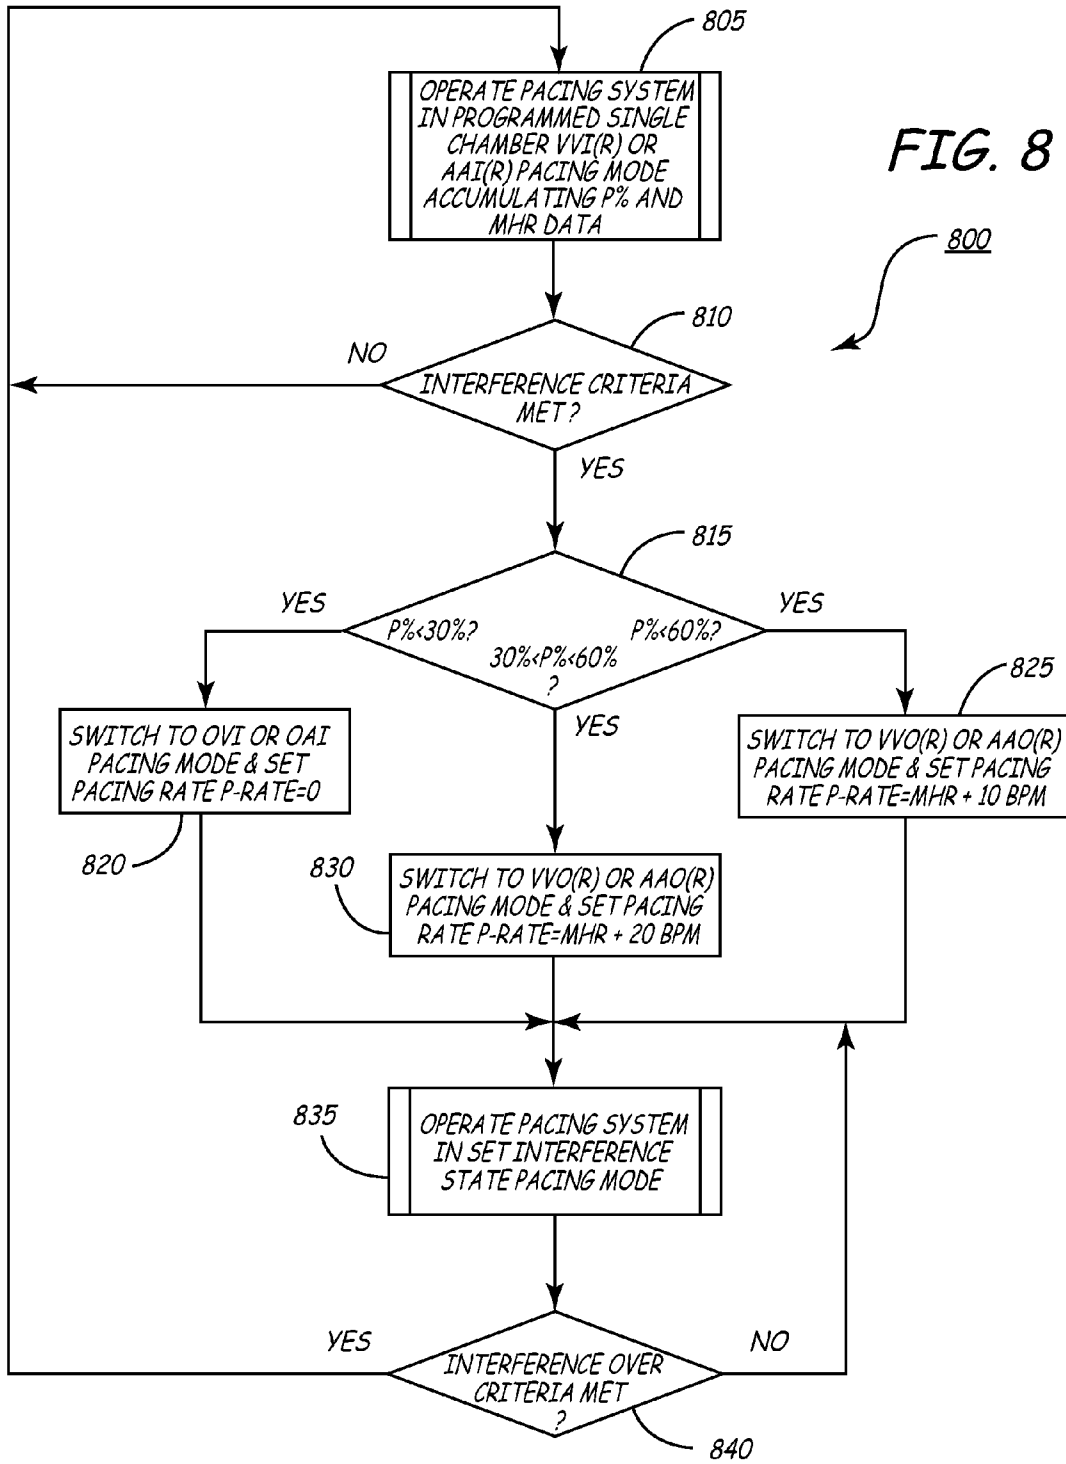 805
OPERATE PACING SYSTEM
IN PROGRAMMED SINGLE
CHAMBER VVI(R) OR
AAI(R) PACING MODE
ACCUMULATING P% AND
MHR DATA
FIG. 8
800
810
NO
INTERFERENCE CRITERIA
MET?
YES
815
YES
YES
P%<30%?
P%<60%?
30%<P%<60%
?
825
YES
SWITCH TO OVI OR OAI
PACING MODE & SET
PACING RATE P-RATE=0
SWITCH TO VVO(R) OR AAO(R)
PACING MODE & SET PACING
RATE P-RATE=MHR + 10 BPM
820
830
SWITCH TO VVO(R) OR AAO(R)
PACING MODE & SET PACING
RATE P-RATE=MHR + 20 BPM
835
OPERATE PACING SYSTEM
IN SET INTERFERENCE
STATE PACING MODE
YES
NO
INTERFERENCE OVER
CRITERIA MET
?
840